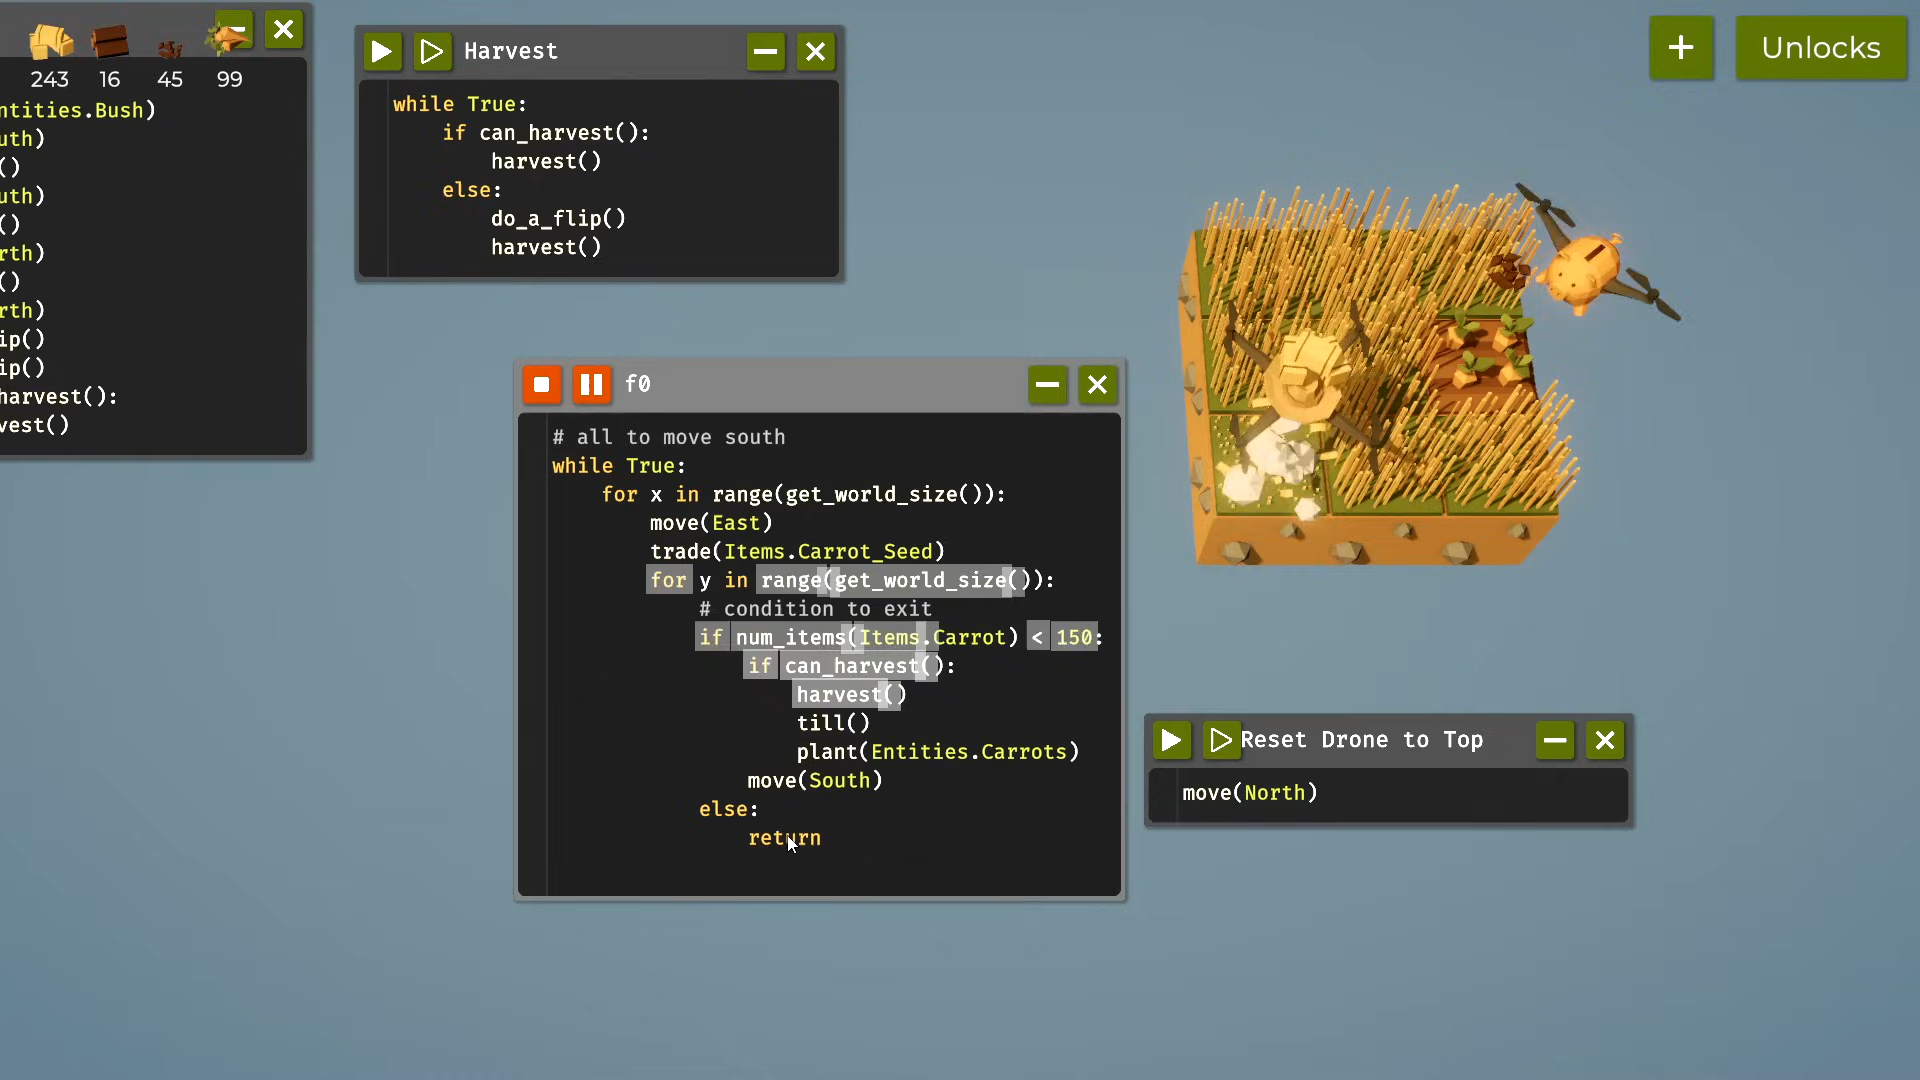 243 16 45 99
ntities.Bush)
uth)
()
uth)
()
rth)
()
rth)
ip()
ip()
harvest():
vest()
Harvest
while True:
if can_harvest():
harvest()
else:
do_a_flip()
harvest()
Unlocks
f0
# all to move south
while True:
for x in range(get_world_size()):
move(East)
trade(Items.Carrot_Seed)
for y in range(get_world_size()):
# condition to exit
if num_items(Items.Carrot) < 150:
if can_harvest():
harvest()
till()
plant(Entities.Carrots)
move(South)
else:
return
Reset Drone to Top
move(North)